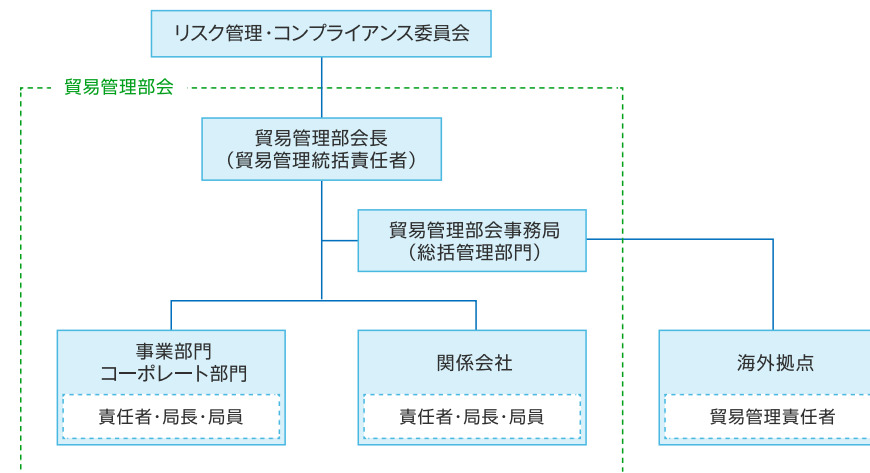 リスク管理・コンプライアンス委員会
貿易管理部会
貿易管理部会長
（貿易管理統括責任者）
貿易管理部会事務局
（総括管理部門）
事業部門
コーポレート部門
責任者・局長・局員
関係会社
責任者・局長・局員
海外拠点
貿易管理責任者